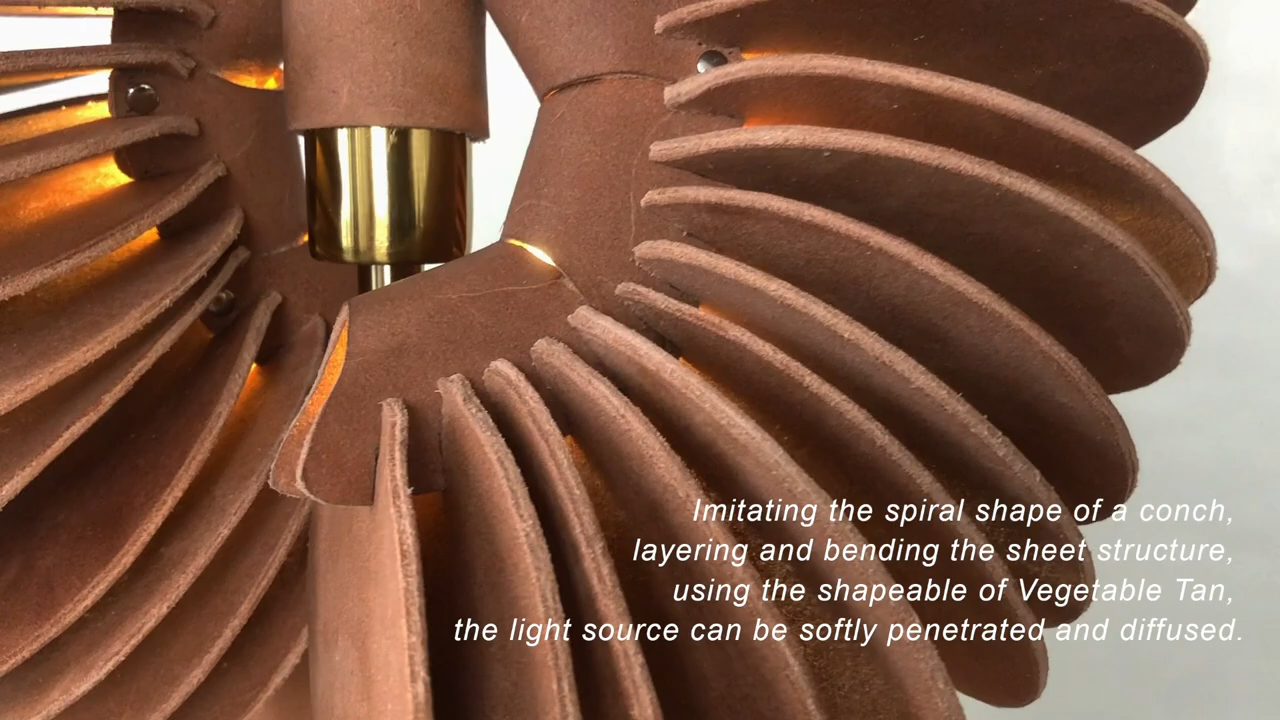 Imitating the spiral shape of a conch,
layering and bending the sheet structure,
using the shapeable of Vegetable Tan,
the light source can be softly penetrated and diffused.